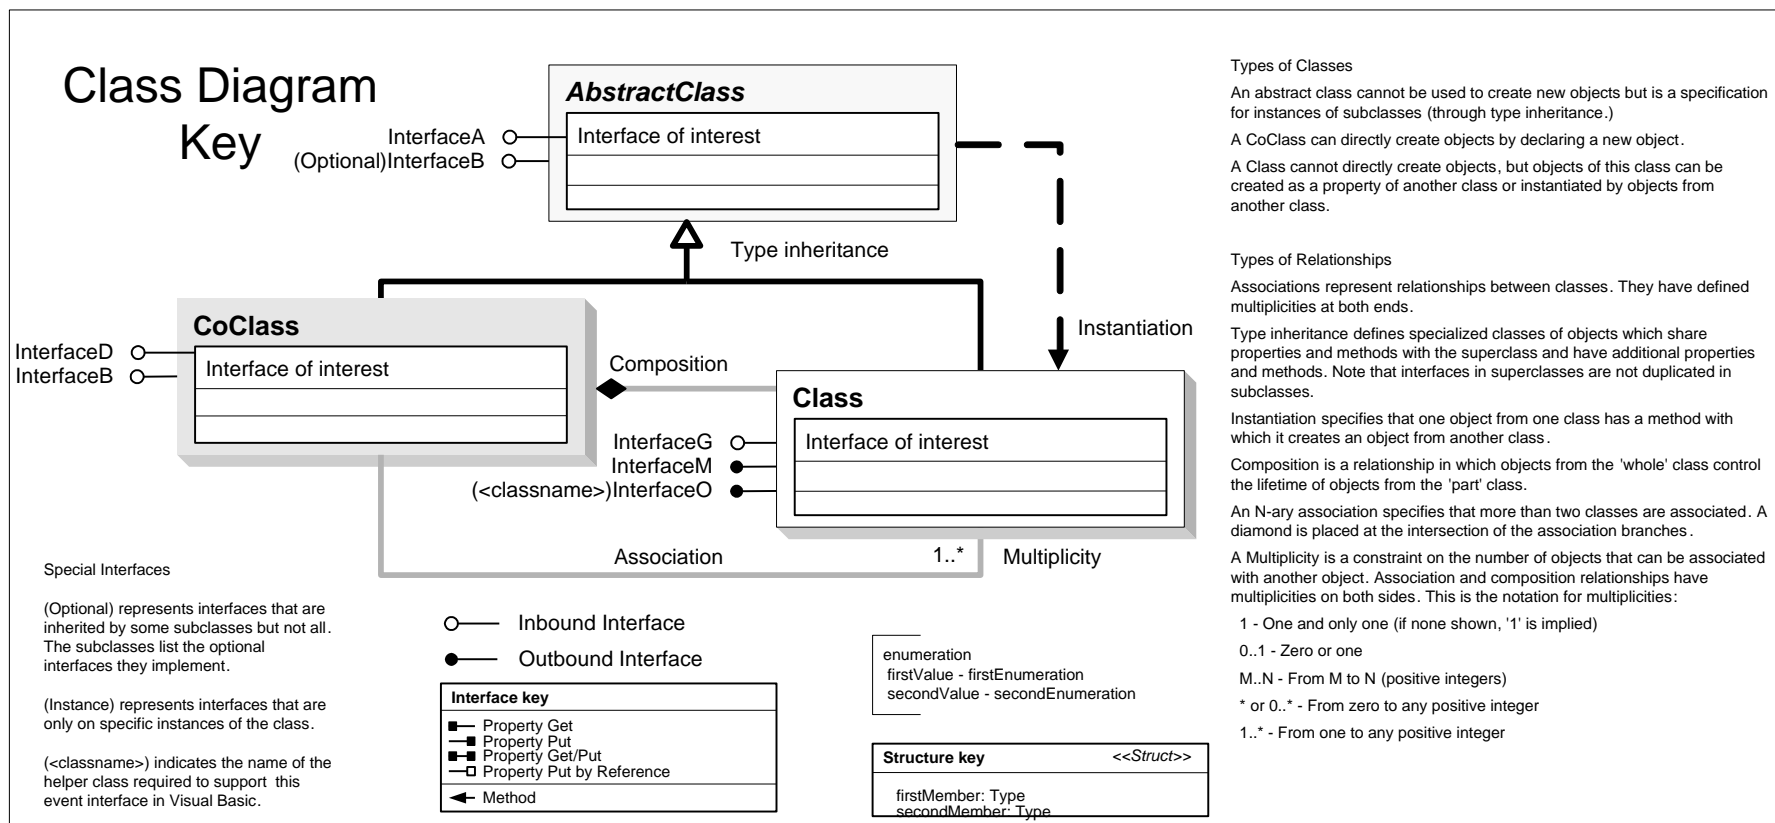 Class Diagram
Key
AbstractClass
Interface of interest
InterfaceA
(Optional)InterfaceB
Type inheritance
Instantiation
CoClass
Interface of interest
InterfaceD
InterfaceB
Composition
Class
Interface of interest
InterfaceG
InterfaceM
(<classname>)InterfaceO
Association
1..*
Multiplicity
Special Interfaces
(Optional) represents interfaces that are
inherited by some subclasses but not all.
The subclasses list the optional
interfaces they implement.
(Instance) represents interfaces that are
only on specific instances of the class.
(<classname>) indicates the name of the
helper class required to support this
event interface in Visual Basic.
Inbound Interface
Outbound Interface
Interface key
Property Get
Property Put
Property Get/Put
Property Put by Reference
Method
enumeration
firstValue - firstEnumeration
secondValue - secondEnumeration
Structure key <<Struct>>
firstMember: Type
secondMember: Type
Types of Classes
An abstract class cannot be used to create new objects but is a specification
for instances of subclasses (through type inheritance.)
A CoClass can directly create objects by declaring a new object.
A Class cannot directly create objects, but objects of this class can be
created as a property of another class or instantiated by objects from
another class.
Types of Relationships
Associations represent relationships between classes. They have defined
multiplicities at both ends.
Type inheritance defines specialized classes of objects which share
properties and methods with the superclass and have additional properties
and methods. Note that interfaces in superclasses are not duplicated in
subclasses.
Instantiation specifies that one object from one class has a method with
which it creates an object from another class.
Composition is a relationship in which objects from the 'whole' class control
the lifetime of objects from the 'part' class.
An N-ary association specifies that more than two classes are associated. A
diamond is placed at the intersection of the association branches.
A Multiplicity is a constraint on the number of objects that can be associated
with another object. Association and composition relationships have
multiplicities on both sides. This is the notation for multiplicities:
1 - One and only one (if none shown, '1' is implied)
0..1 - Zero or one
M..N - From M to N (positive integers)
* or 0..* - From zero to any positive integer
1..* - From one to any positive integer